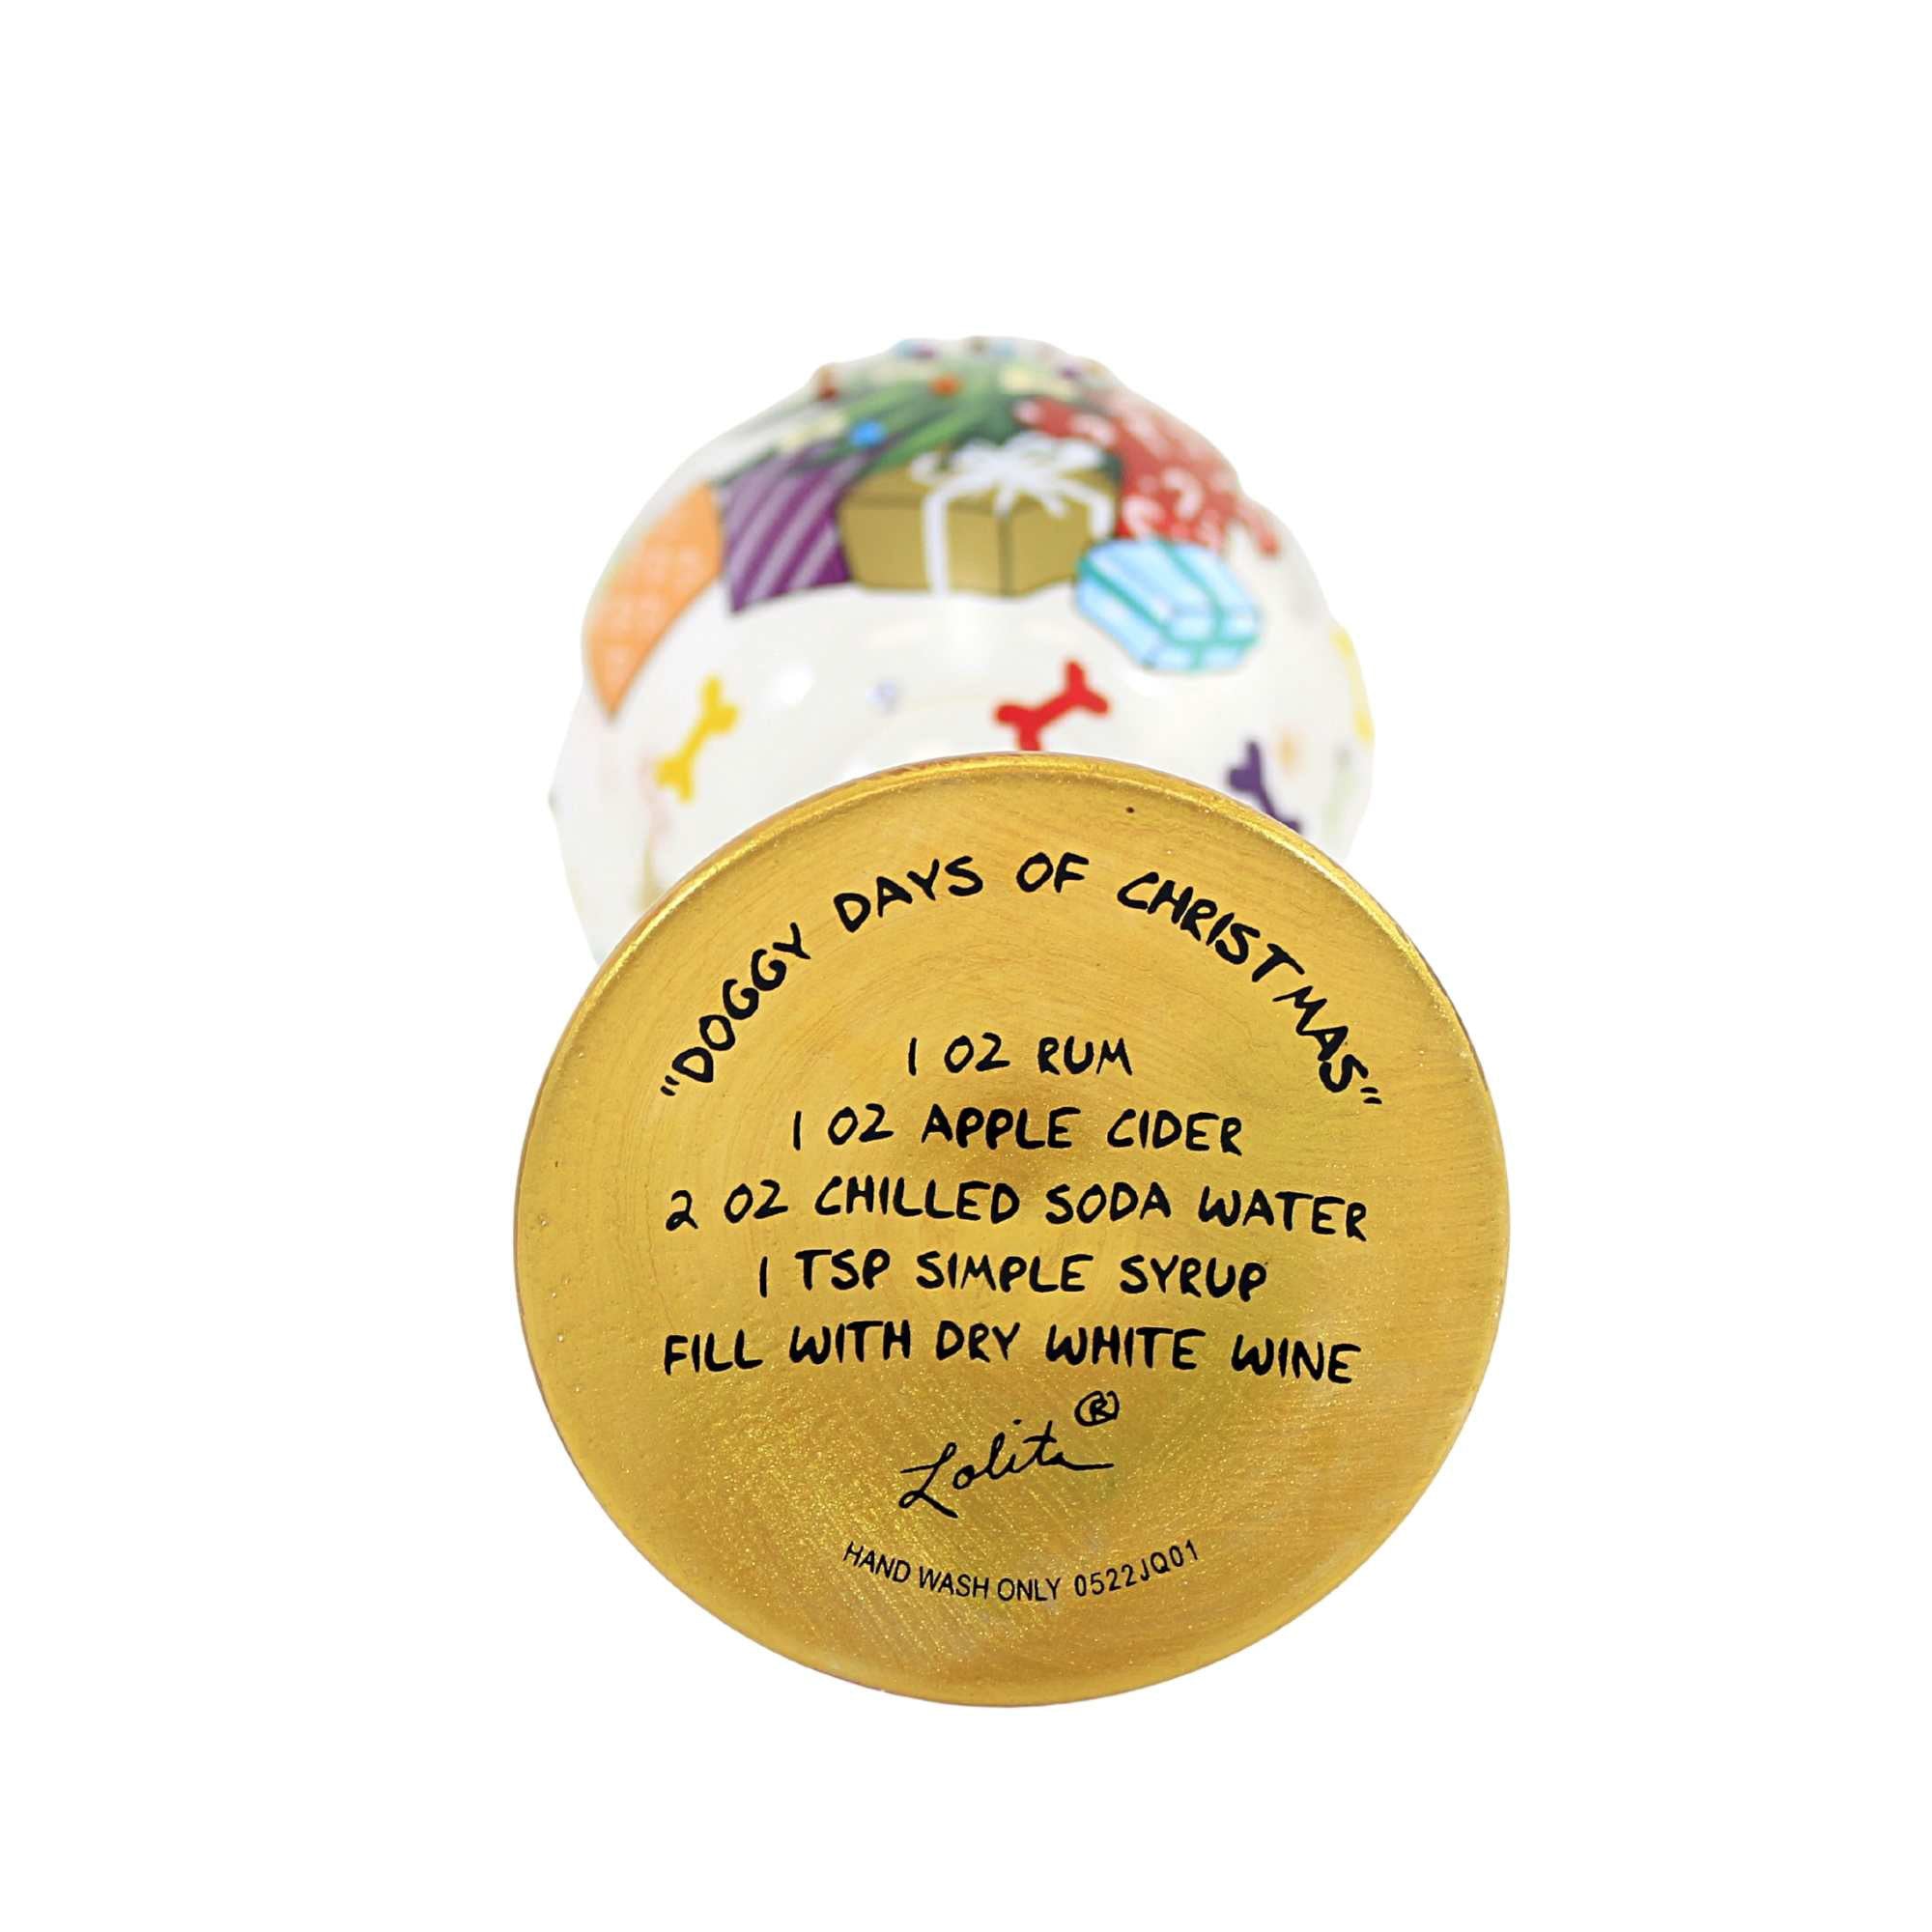 "DOGGY DAYS OF CHRISTMAS"
1 OZ RUM
1 OZ APPLE CIDER
2 OZ CHILLED SODA WATER
1 TSP SIMPLE SYRUP
FILL WITH DRY WHITE WINE
Lolita®
HAND WASH ONLY 0522JQ01